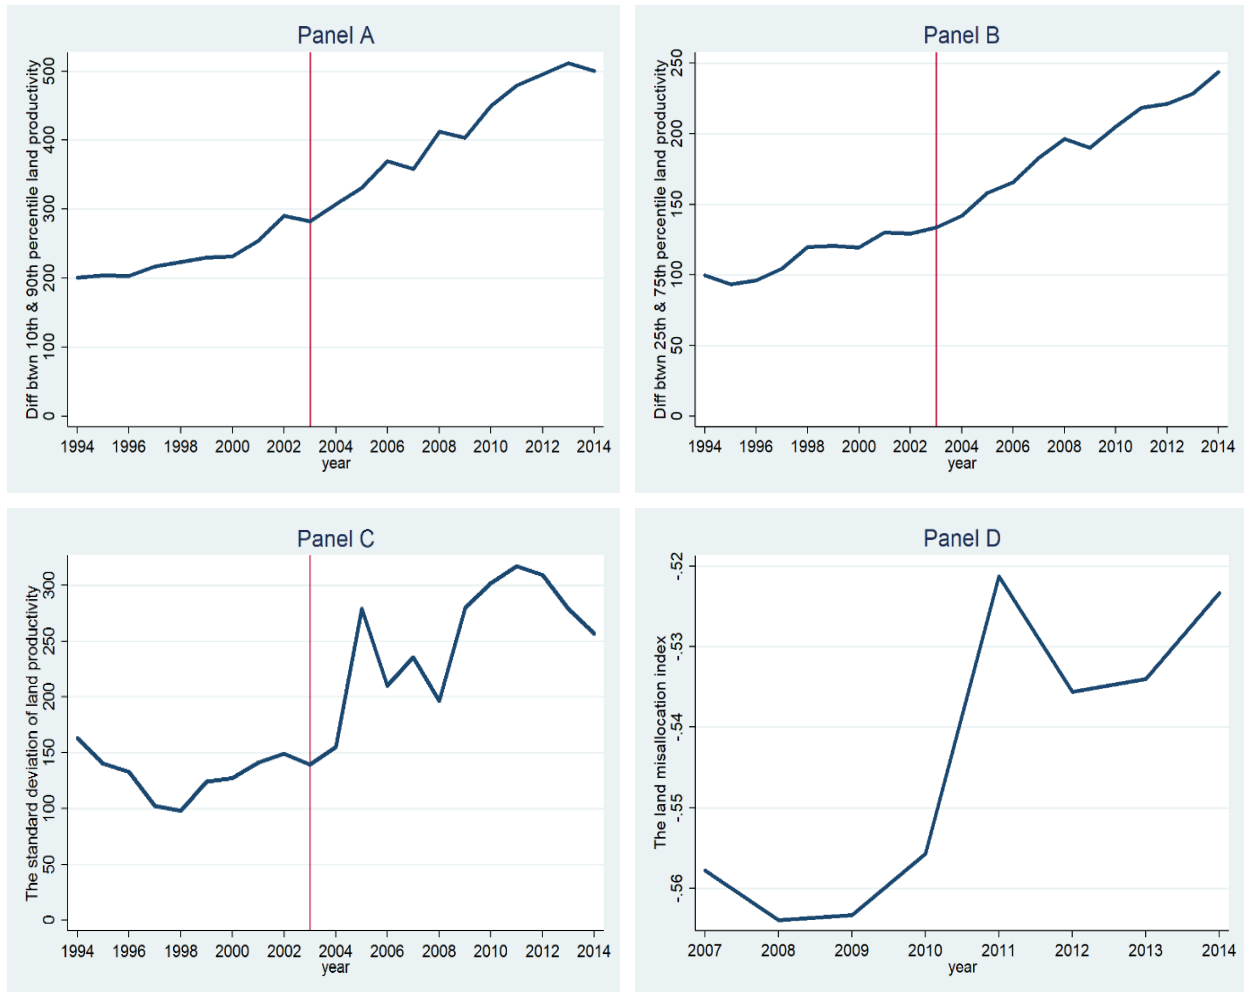 Panel A
Diff btwn 10th & 90th percentile land productivity
500
400
300
200
100
0
1994 1996 1998 2000 2002 2004 2006 2008 2010 2012 2014
year
Panel B
Diff btwn 25th & 75th percentile land productivity
250
200
150
100
50
0
1994 1996 1998 2000 2002 2004 2006 2008 2010 2012 2014
year
Panel C
The standard deviation of land productivity
300
250
200
150
100
50
0
1994 1996 1998 2000 2002 2004 2006 2008 2010 2012 2014
year
Panel D
The land misallocation index
-.52
-.53
-.54
-.55
-.56
2007 2008 2009 2010 2011 2012 2013 2014
year